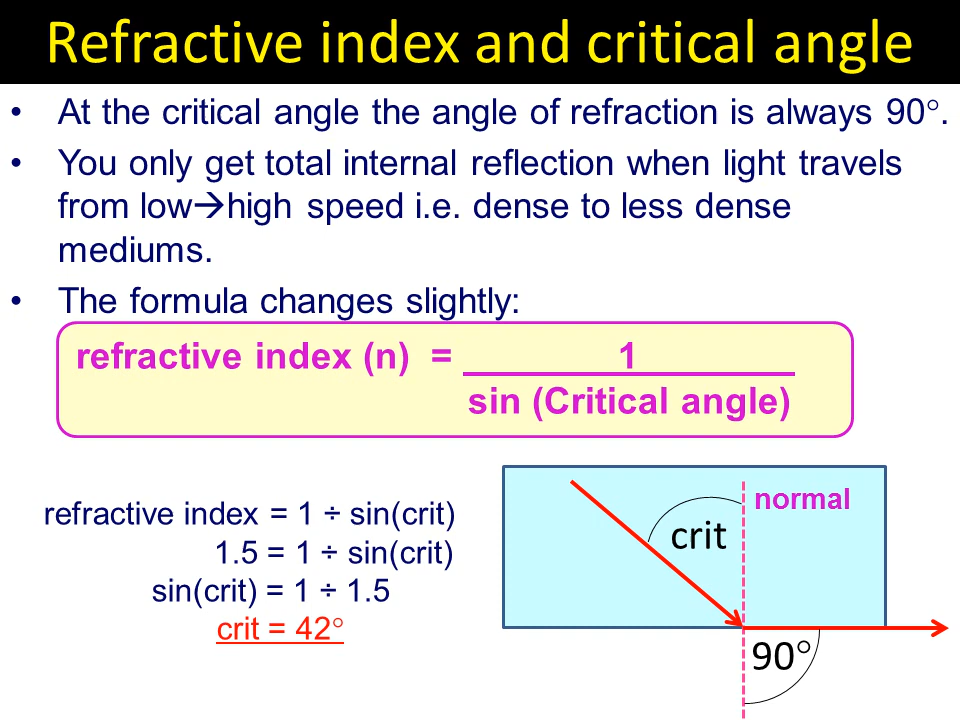 Refractive index and critical angle
• At the critical angle the angle of refraction is always 90°.
• You only get total internal reflection when light travels
from low→high speed i.e. dense to less dense
mediums.
• The formula changes slightly:
refractive index (n) = 1
sin (Critical angle)
refractive index = 1 ÷ sin(crit)
1.5 = 1 ÷ sin(crit)
sin(crit) = 1 ÷ 1.5
crit = 42°
normal
crit
90°